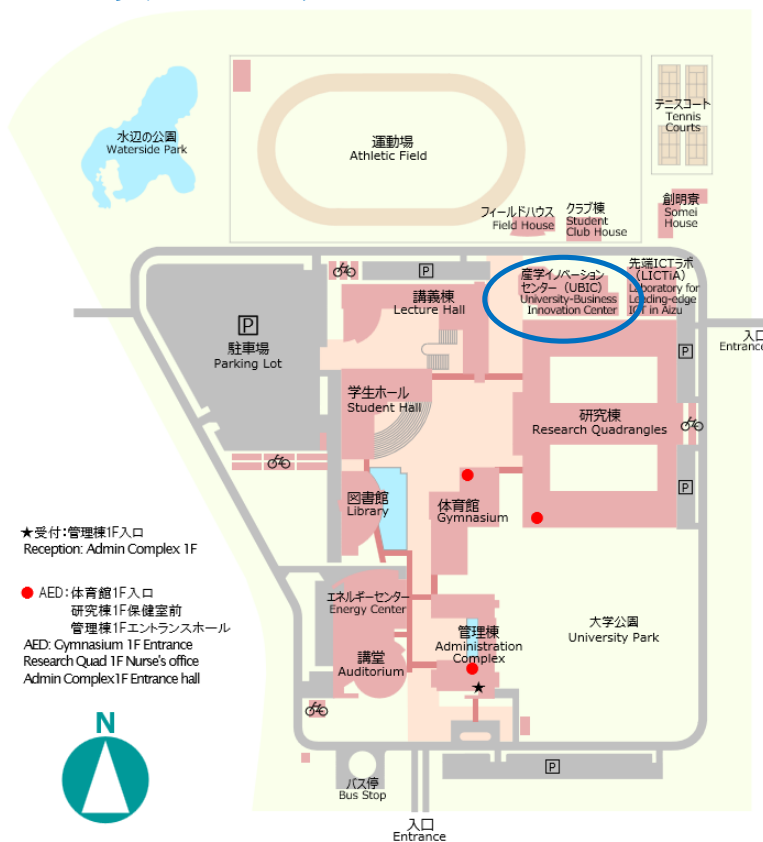 水辺の公園
Waterside Park
運動場
Athletic Field
テニスコート
Tennis
Courts
フィールドハウス
Field House
クラブ棟
Student
Club House
創明寮
Somei
House
P
講義棟
Lecture Hall
産学イノベーション
センター（UBIC）
University-Business
Innovation Center
先端ICTラボ
（LICTiA）
Laboratory for
Leading-edge
ICT in Aizu
P
駐車場
Parking Lot
入口
Entrance
P
学生ホール
Student Hall
研究棟
Research Quadrangles
図書館
Library
体育館
Gymnasium
P
★受付：管理棟1F入口
Reception: Admin Complex 1F
AED：体育館1F入口
研究棟1F保健室前
管理棟1Fエントランスホール
AED: Gymnasium 1F Entrance
Research Quad 1F Nurse's office
Admin Complex1F Entrance hall
エネルギーセンター
Energy Center
講堂
Auditorium
管理棟
Administration
Complex
★
大学公園
University Park
N
バス停
Bus Stop
P
入口
Entrance